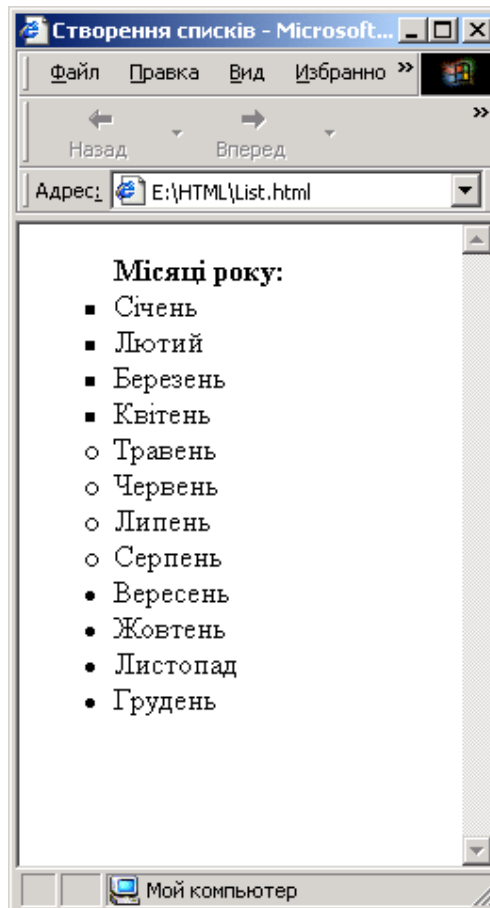 Створення списків - Microsoft...
Файл Правка Вид Избранно »
Назад Вперед »
Адрес: E:\HTML\List.html
Місяці року:
Січень
Лютий
Березень
Квітень
Травень
Червень
Липень
Серпень
Вересень
Жовтень
Листопад
Грудень
Мой компьютер